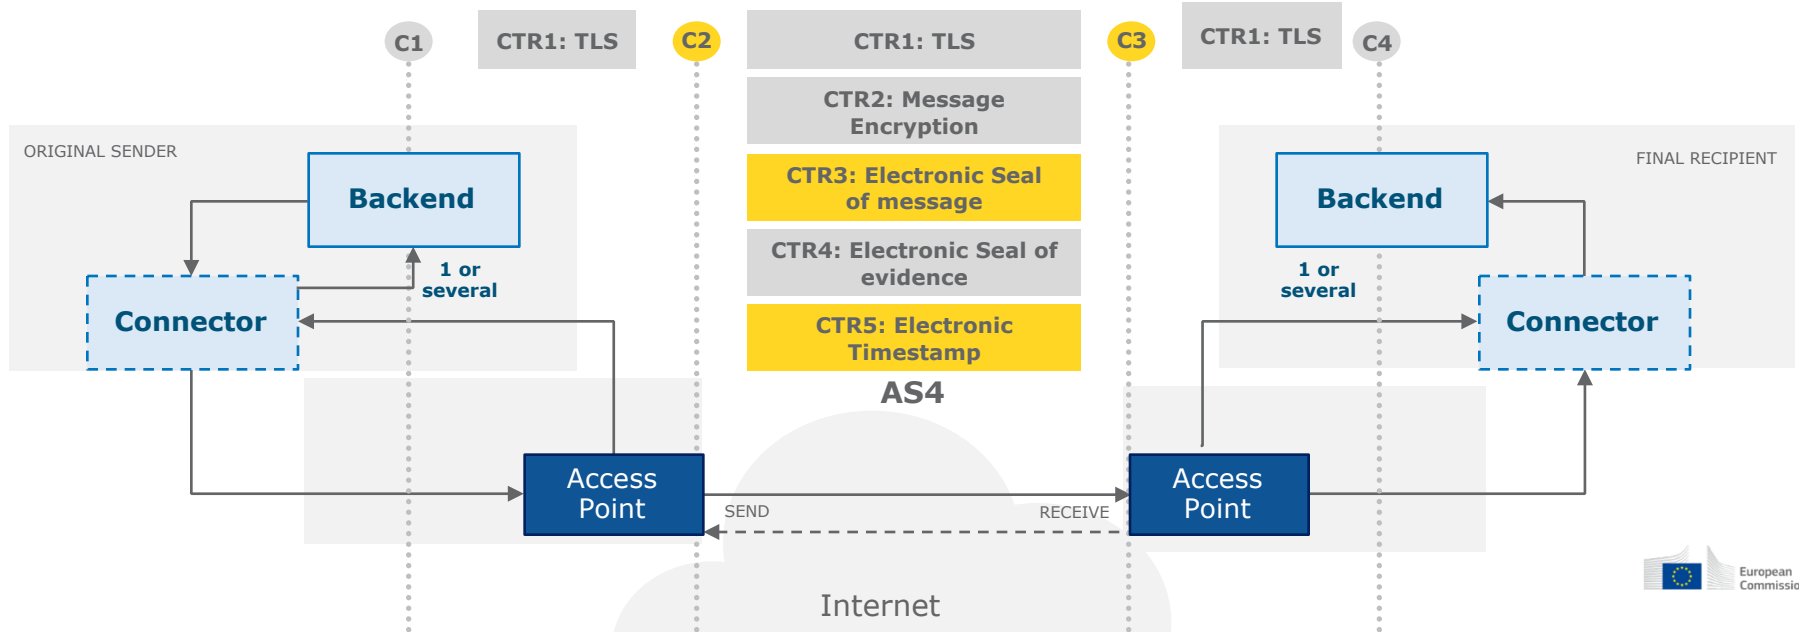 C1
CTR1: TLS
C2
CTR1: TLS
C3
CTR1: TLS
C4
CTR2: Message
Encryption
ORIGINAL SENDER
FINAL RECIPIENT
Backend
CTR3: Electronic Seal
of message
Backend
1 or
several
CTR4: Electronic Seal of
evidence
1 or
several
Connector
CTR5: Electronic
Timestamp
Connector
AS4
Access
Point
SEND
RECEIVE
Access
Point
Internet
European
Commissio